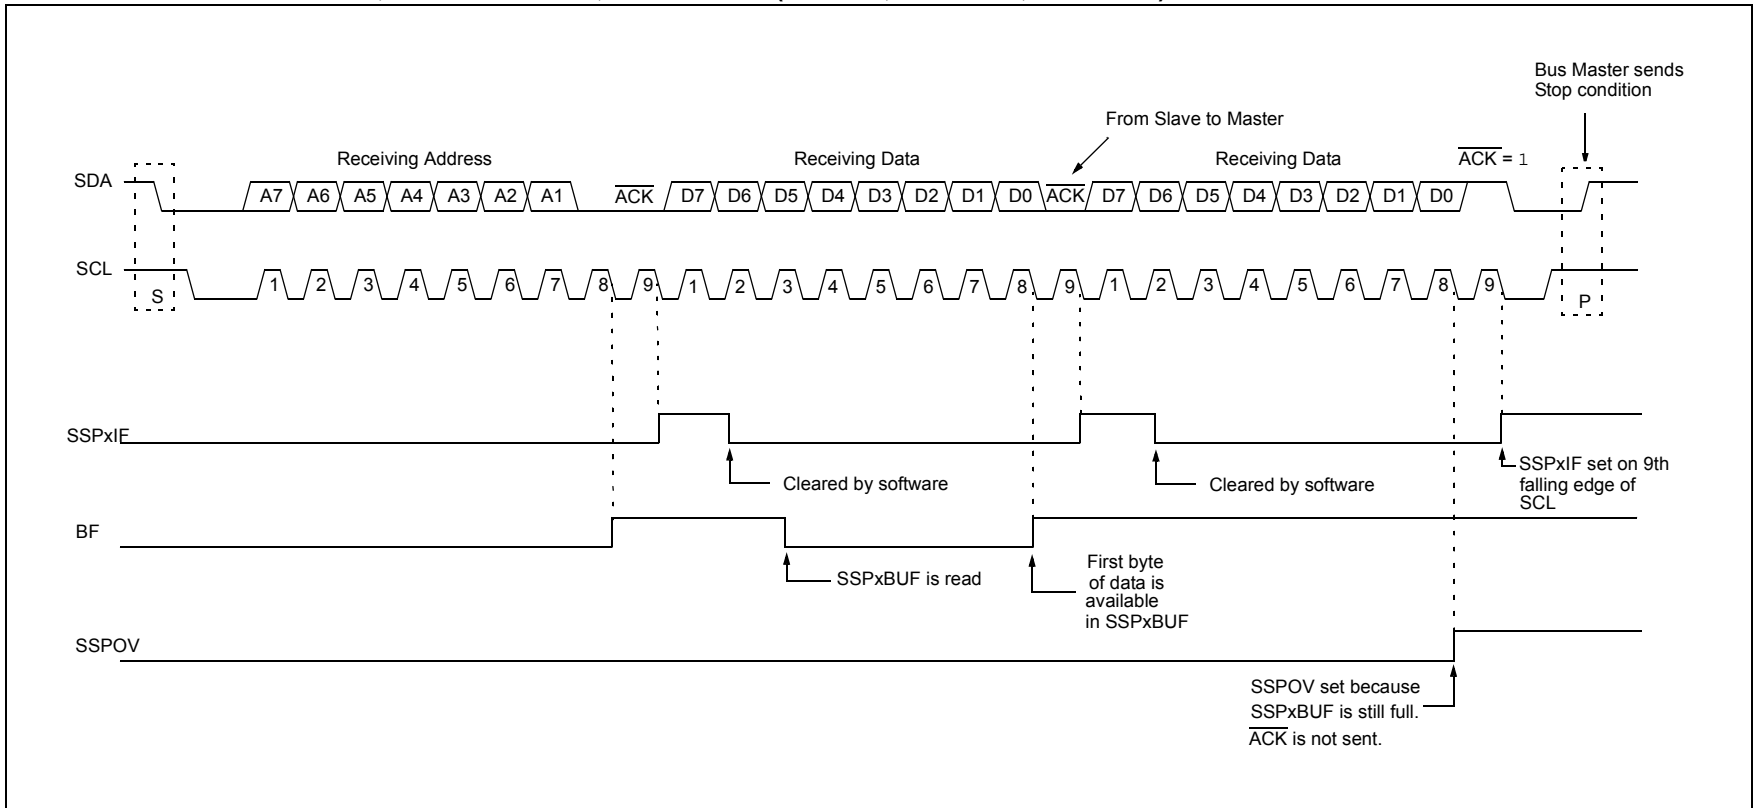 Bus Master sends
Stop condition
From Slave to Master
Receiving Address
Receiving Data
Receiving Data
ACK = 1
SDA
A7 A6 A5 A4 A3 A2 A1 ACK D7 D6 D5 D4 D3 D2 D1 D0 ACK D7 D6 D5 D4 D3 D2 D1 D0
SCL
S
1 2 3 4 5 6 7 8 9 1 2 3 4 5 6 7 8 9 1 2 3 4 5 6 7 8 9
P
SSPxIF
Cleared by software
Cleared by software
SSPxIF set on 9th
falling edge of
SCL
BF
SSPxBUF is read
First byte
of data is
available
in SSPxBUF
SSPOV
SSPOV set because
SSPxBUF is still full.
ACK is not sent.